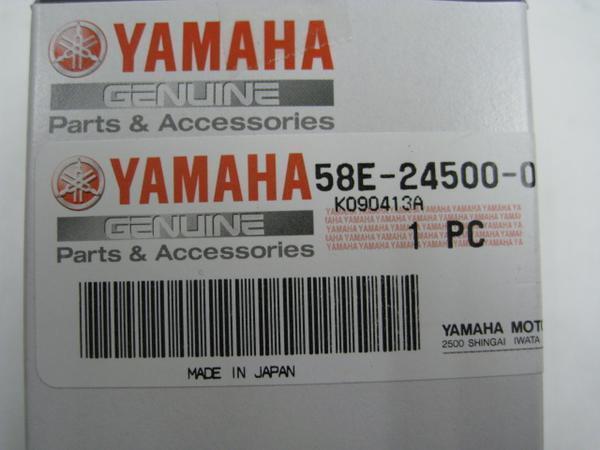 YAMAHA
GENUINE
Parts & Accessories
YAMAHA 58E-24500-0
K090413A
GENUINE
1 PC
Parts & Accessories
YAMAHA MOTO
2500 SHINGAI IWATA
MADE IN JAPAN